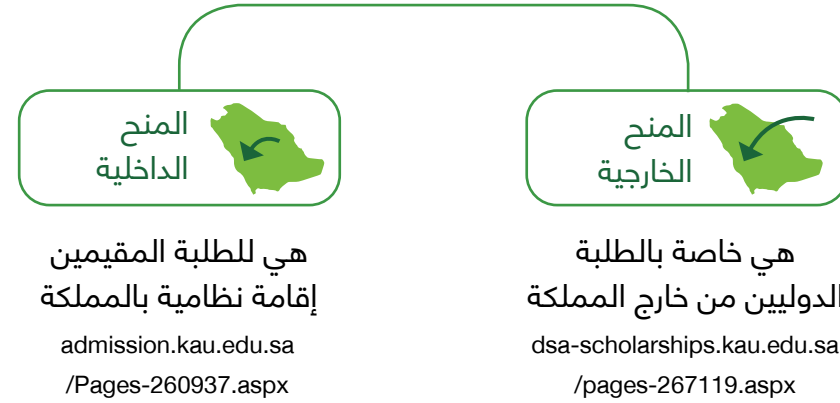 المنح
الخارجية
هي خاصة بالطلبة
الدوليين من خارج المملكة
dsa-scholarships.kau.edu.sa
/pages-267119.aspx
المنح
الداخلية
هي للطلبة المقيمين
إقامة نظامية بالمملكة
admission.kau.edu.sa
/Pages-260937.aspx